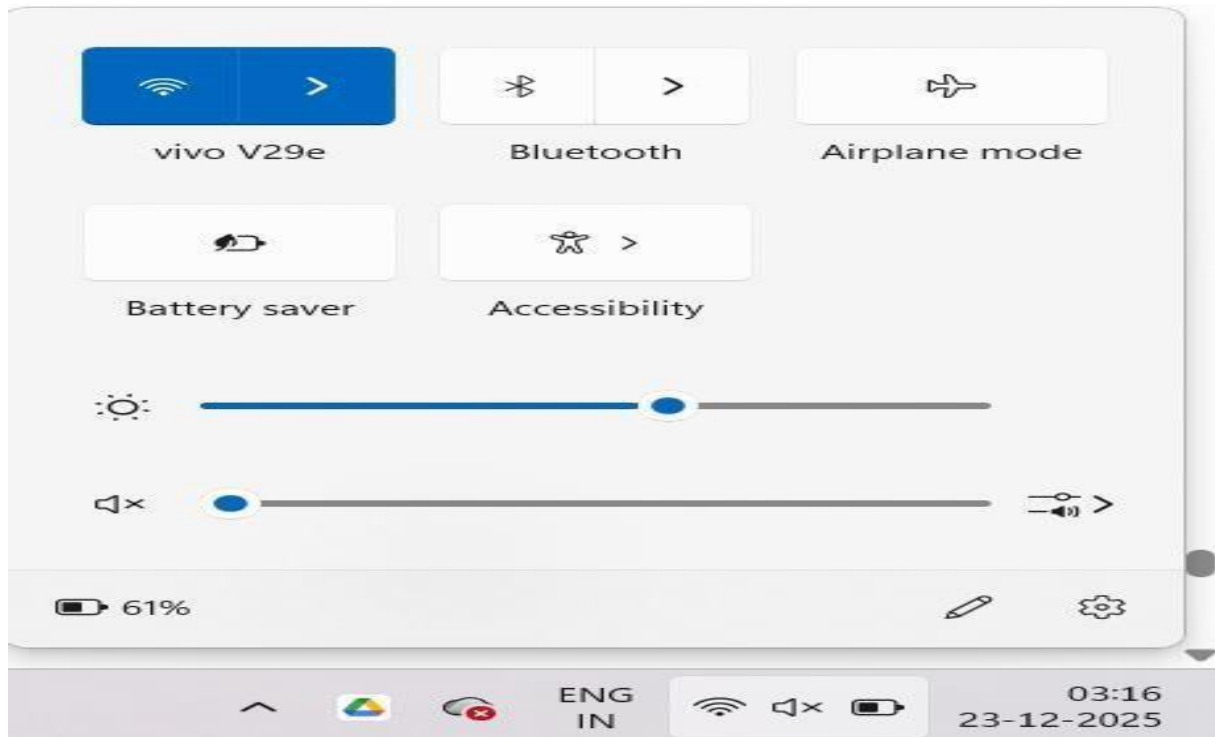 vivo V29e
Bluetooth
Airplane mode
Battery saver
Accessibility
61%
ENG
IN
03:16
23-12-2025